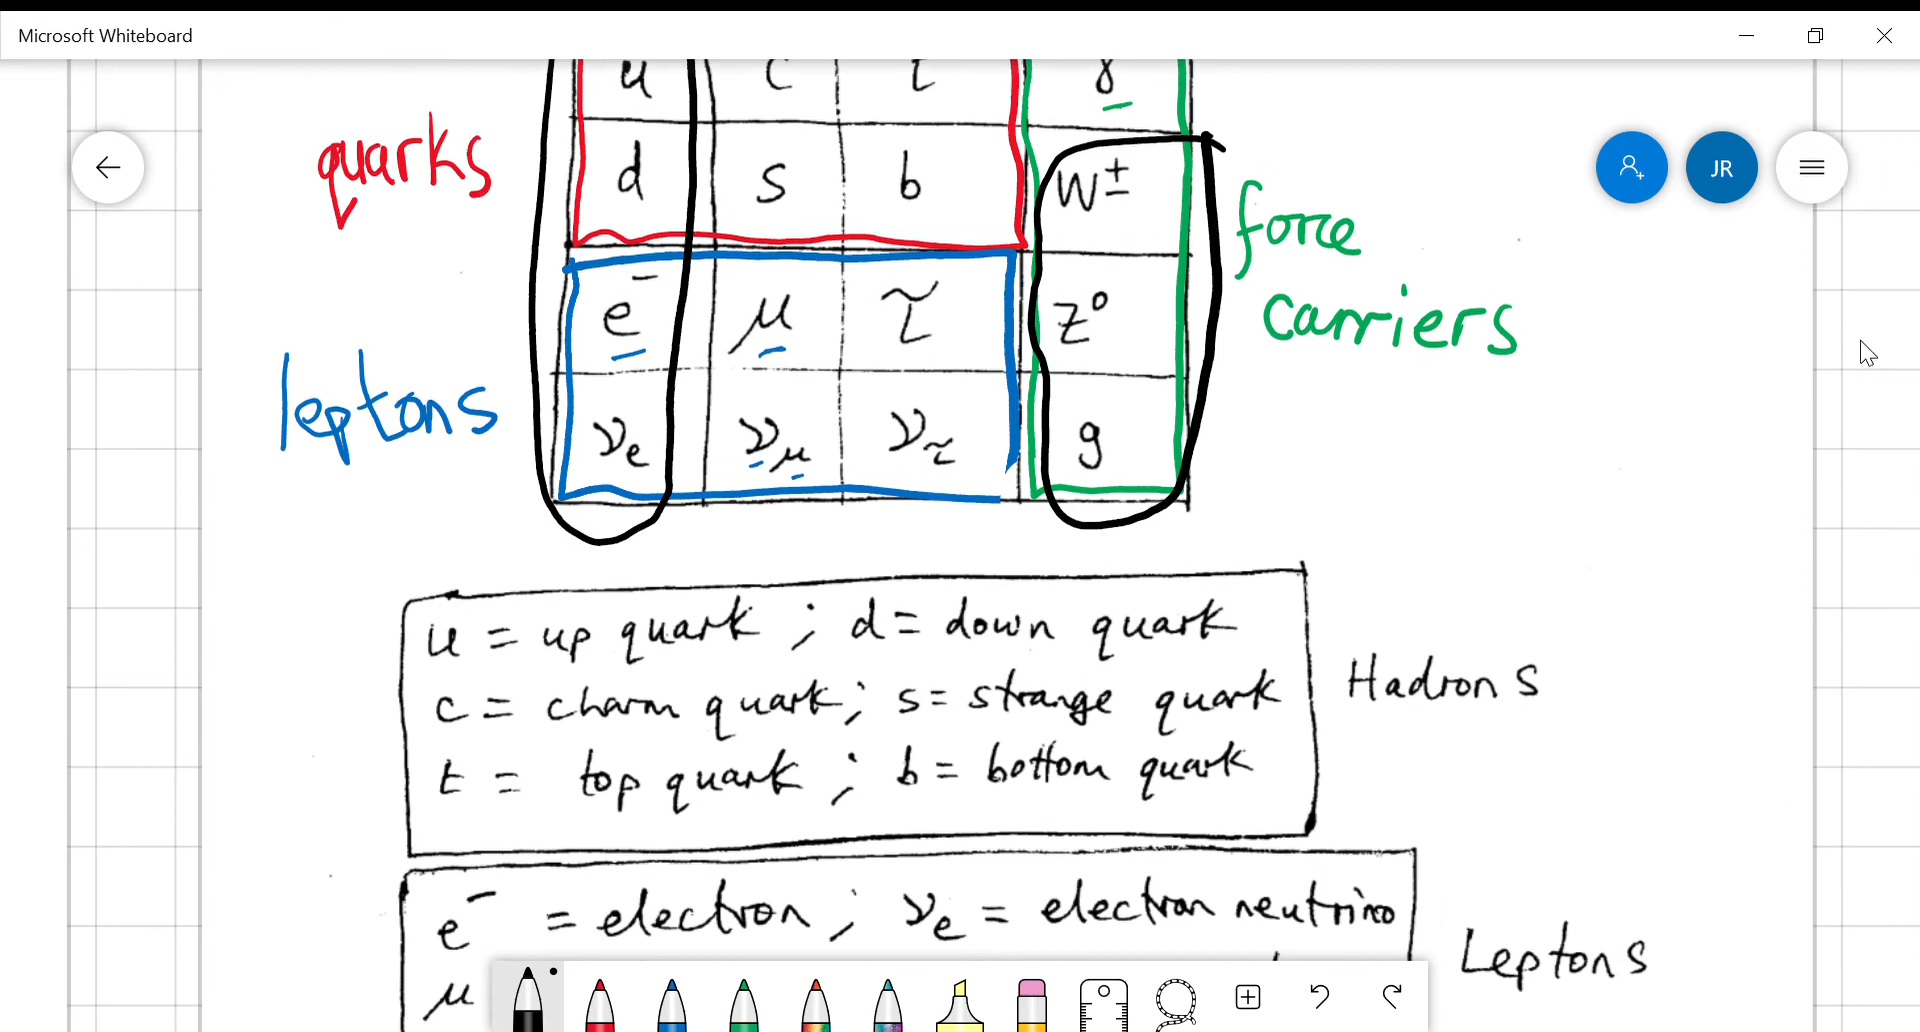 Microsoft Whiteboard
u c t γ
quarks
d s b W±
force
e⁻ μ τ Z⁰
carriers
leptons
νe νμ ντ g
u = up quark ; d = down quark
c = charm quark; s = strange quark
Hadrons
t = top quark ; b = bottom quark
e⁻ = electron ; νe = electron neutrino
Leptons
μ
JR